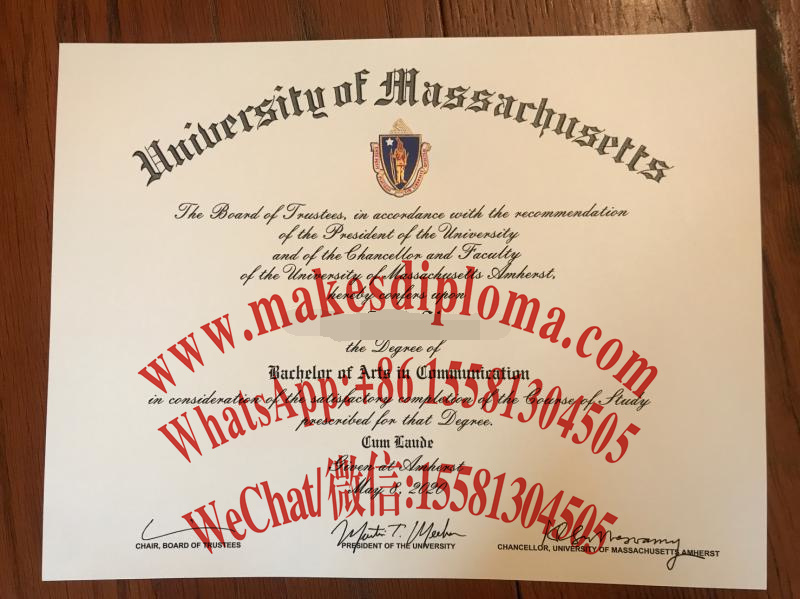 University of Massachusetts
The Board of Trustees, in accordance with the recommendation
of the President of the University
and of the Chancellor and Faculty
of the University of Massachusetts Amherst,
hereby confers upon
www.makesdiploma.com
the Degree of
Bachelor of Arts in Communication
WhatsApp:+86 15581304505
in consideration of the satisfactory completion of the Course of Study
prescribed for that Degree.
Cum Laude
Given at Amherst
May 8, 2020
WeChat/微信:15581304505
CHAIR, BOARD OF TRUSTEES
PRESIDENT OF THE UNIVERSITY
CHANCELLOR, UNIVERSITY OF MASSACHUSETTS AMHERST